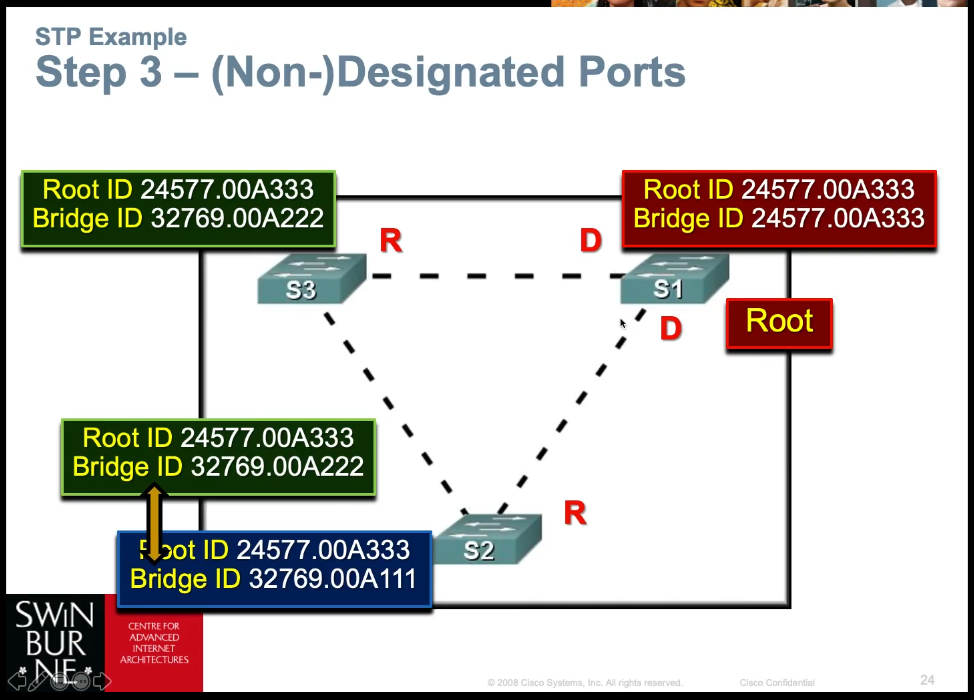 STP Example
Step 3 – (Non-)Designated Ports
Root ID 24577.00A333
Bridge ID 32769.00A222
Root ID 24577.00A333
Bridge ID 24577.00A333
R
D
S3
S1
D
Root
Root ID 24577.00A333
Bridge ID 32769.00A222
R
S2
Root ID 24577.00A333
Bridge ID 32769.00A111
SWiN
BUR
*NE*
CENTRE FOR
ADVANCED
INTERNET
ARCHITECTURES
© 2008 Cisco Systems, Inc. All rights reserved.
Cisco Confidential
24